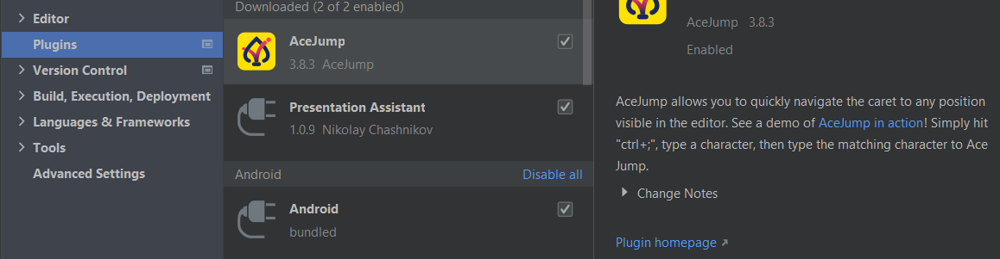 Editor
Plugins
Version Control
Build, Execution, Deployment
Languages & Frameworks
Tools
Advanced Settings
Downloaded (2 of 2 enabled)
AceJump
3.8.3 AceJump
Presentation Assistant
1.0.9 Nikolay Chashnikov
Android
Disable all
Android
bundled
AceJump 3.8.3
Enabled
AceJump allows you to quickly navigate the caret to any position
visible in the editor. See a demo of AceJump in action! Simply hit
"ctrl+;", type a character, then type the matching character to Ace
Jump.
Change Notes
Plugin homepage